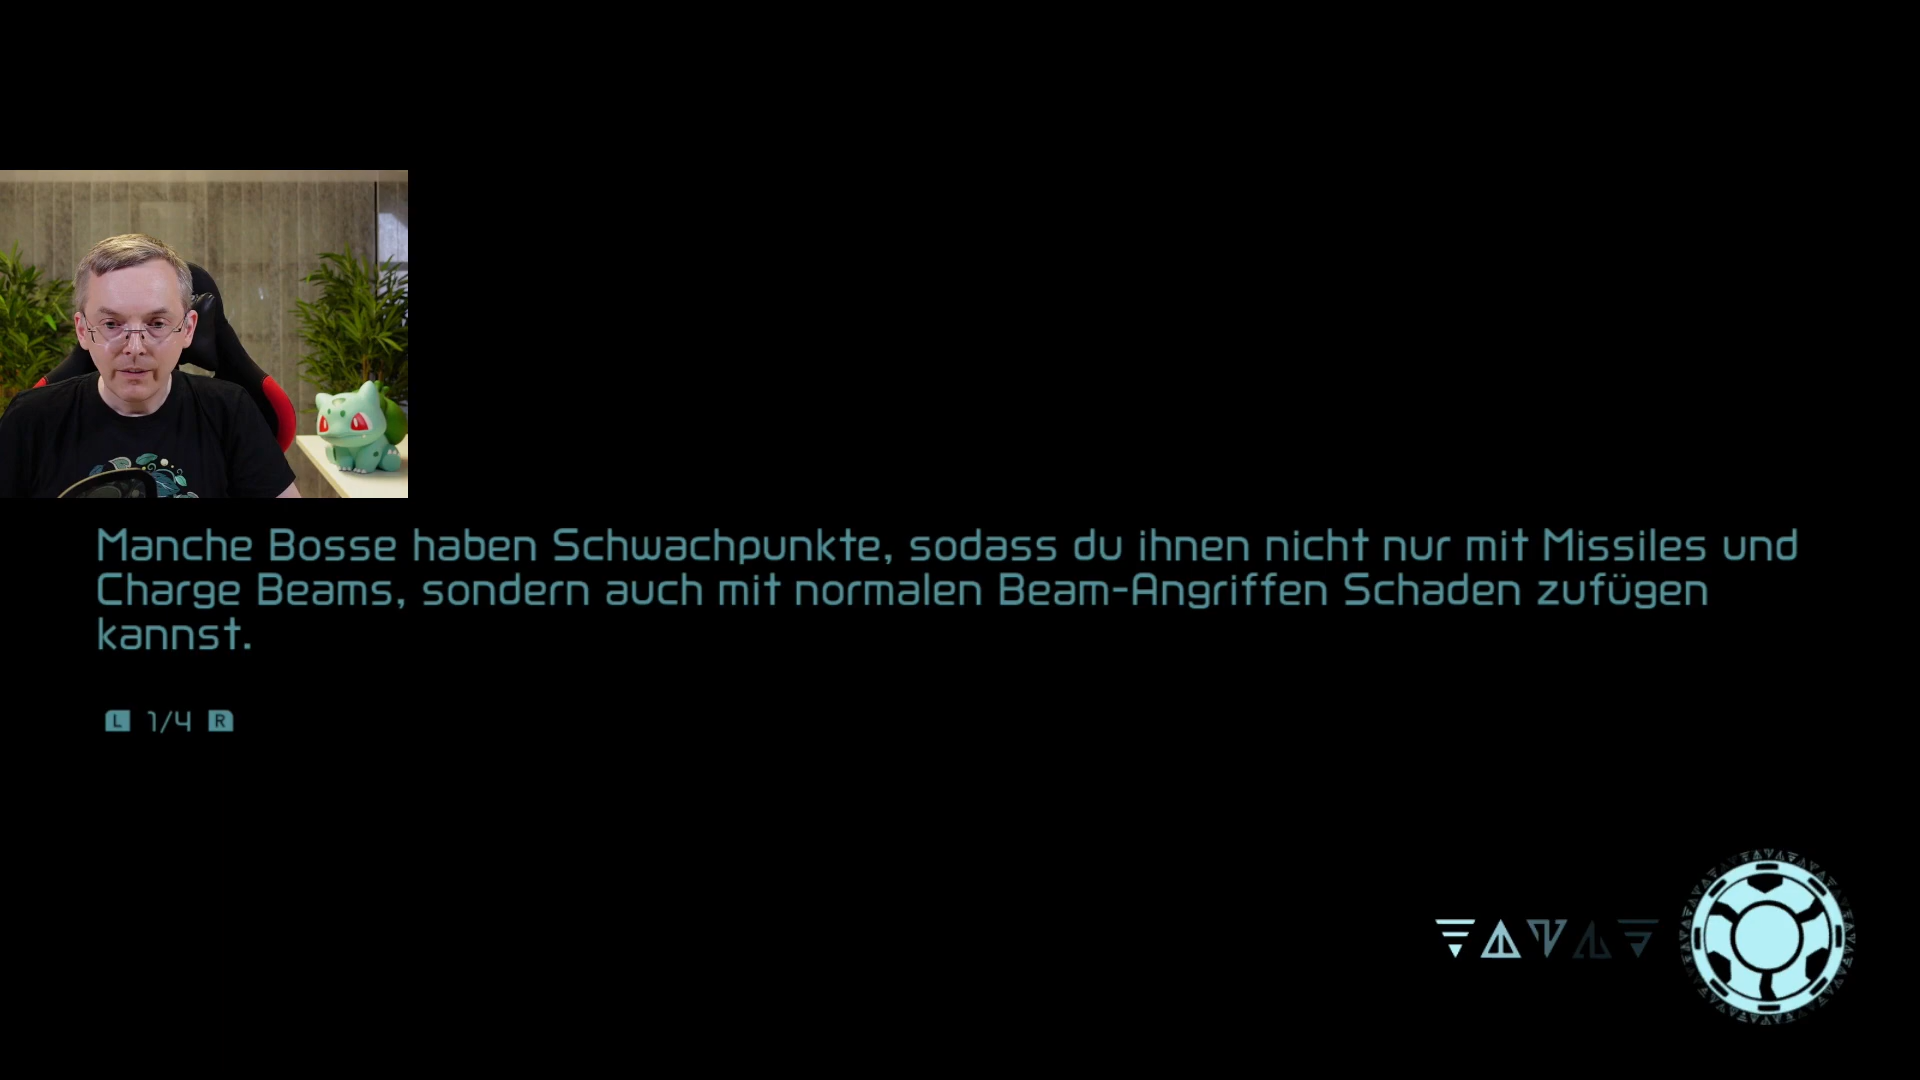 Manche Bosse haben Schwachpunkte, sodass du ihnen nicht nur mit Missiles und
Charge Beams, sondern auch mit normalen Beam-Angriffen Schaden zufügen
kannst.
L 1/4 R